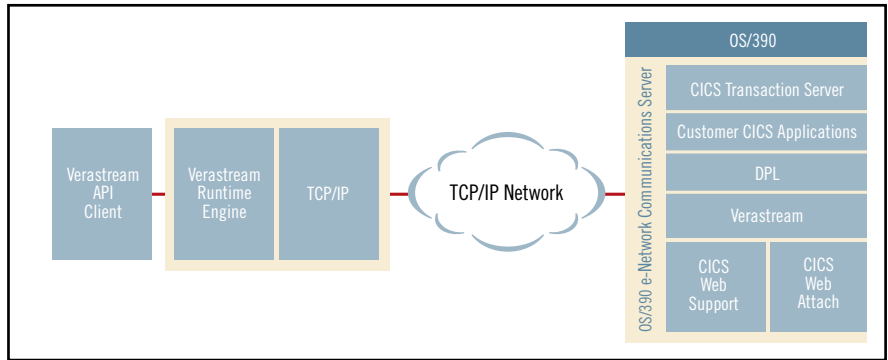 Verastream
API
Client
Verastream
Runtime
Engine
TCP/IP
TCP/IP Network
OS/390
OS/390 e-Network Communications Server
CICS Transaction Server
Customer CICS Applications
DPL
Verastream
CICS
Web
Support
CICS
Web
Attach